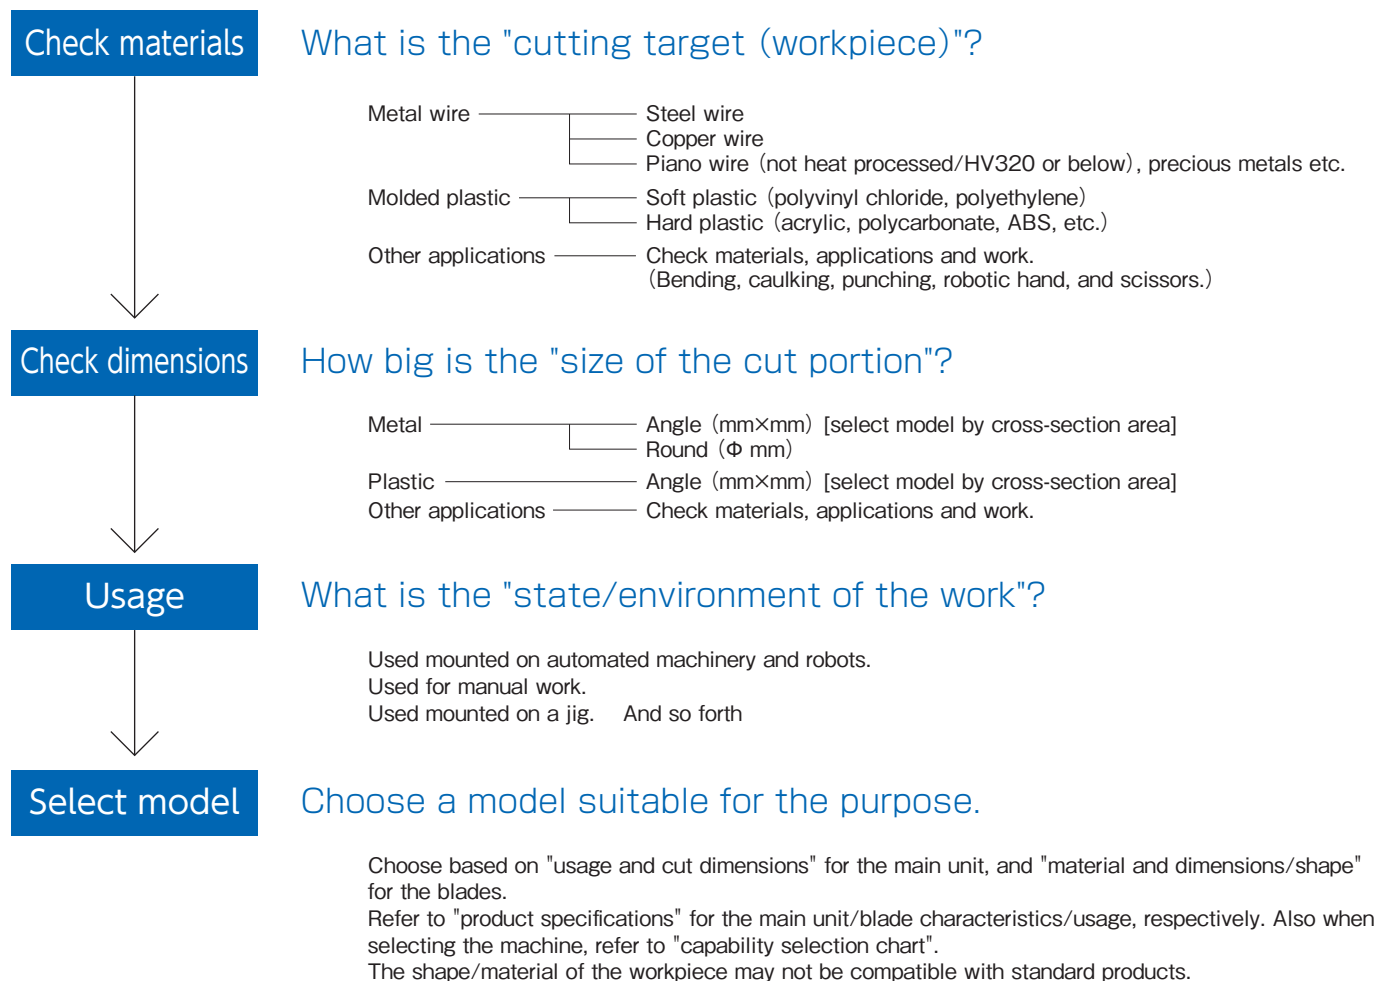 Check materials
What is the "cutting target (workpiece)"?
Metal wire
Steel wire
Copper wire
Piano wire (not heat processed/HV320 or below), precious metals etc.
Molded plastic
Soft plastic (polyvinyl chloride, polyethylene)
Hard plastic (acrylic, polycarbonate, ABS, etc.)
Other applications
Check materials, applications and work.
(Bending, caulking, punching, robotic hand, and scissors.)
Check dimensions
How big is the "size of the cut portion"?
Metal
Angle (mm×mm) [select model by cross-section area]
Round (Φ mm)
Plastic
Angle (mm×mm) [select model by cross-section area]
Other applications
Check materials, applications and work.
Usage
What is the "state/environment of the work"?
Used mounted on automated machinery and robots.
Used for manual work.
Used mounted on a jig. And so forth
Select model
Choose a model suitable for the purpose.
Choose based on "usage and cut dimensions" for the main unit, and "material and dimensions/shape"
for the blades.
Refer to "product specifications" for the main unit/blade characteristics/usage, respectively. Also when
selecting the machine, refer to "capability selection chart".
The shape/material of the workpiece may not be compatible with standard products.